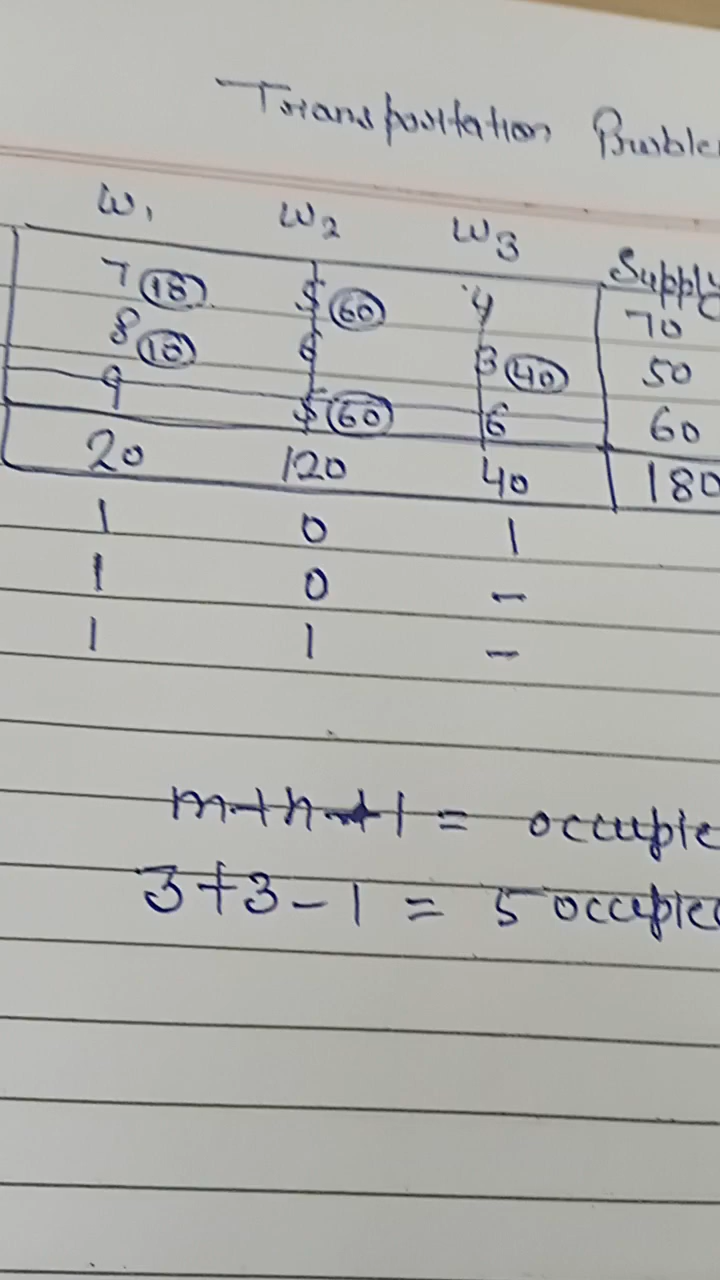 Transportation Proble
W1 W2 W3 Supply
7 (10) 5 (60) 4 70
8 (10) 6 3 (40) 50
9 5 (60) 6 60
20 120 40 180
1 0 1
1 0 -
1 1 -
m+n-1 = occupie
3+3-1 = 5 occupied